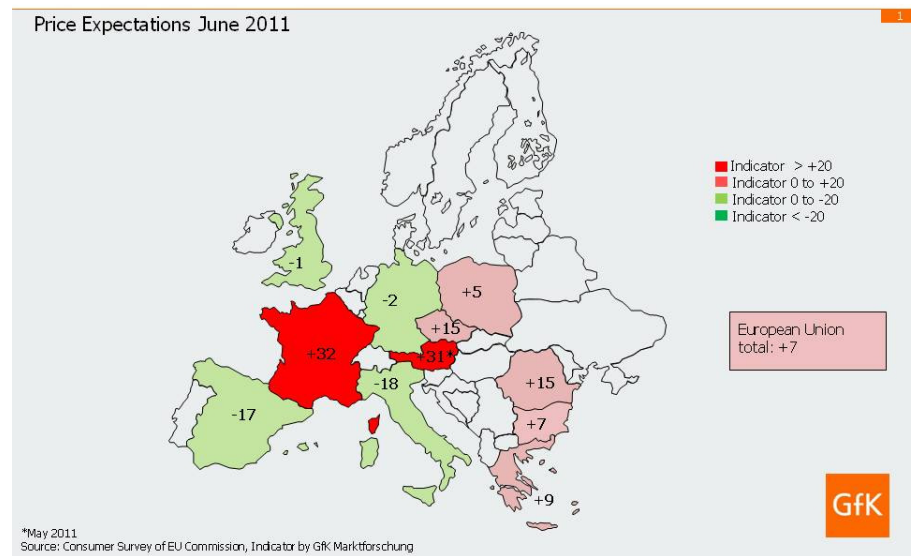 Price Expectations June 2011
1
Indicator > +20
Indicator 0 to +20
Indicator 0 to -20
Indicator < -20
-1
-2
+5
+15
+32
+31*
-18
+15
-17
+7
+9
European Union
total: +7
GfK
*May 2011
Source: Consumer Survey of EU Commission, Indicator by GfK Marktforschung